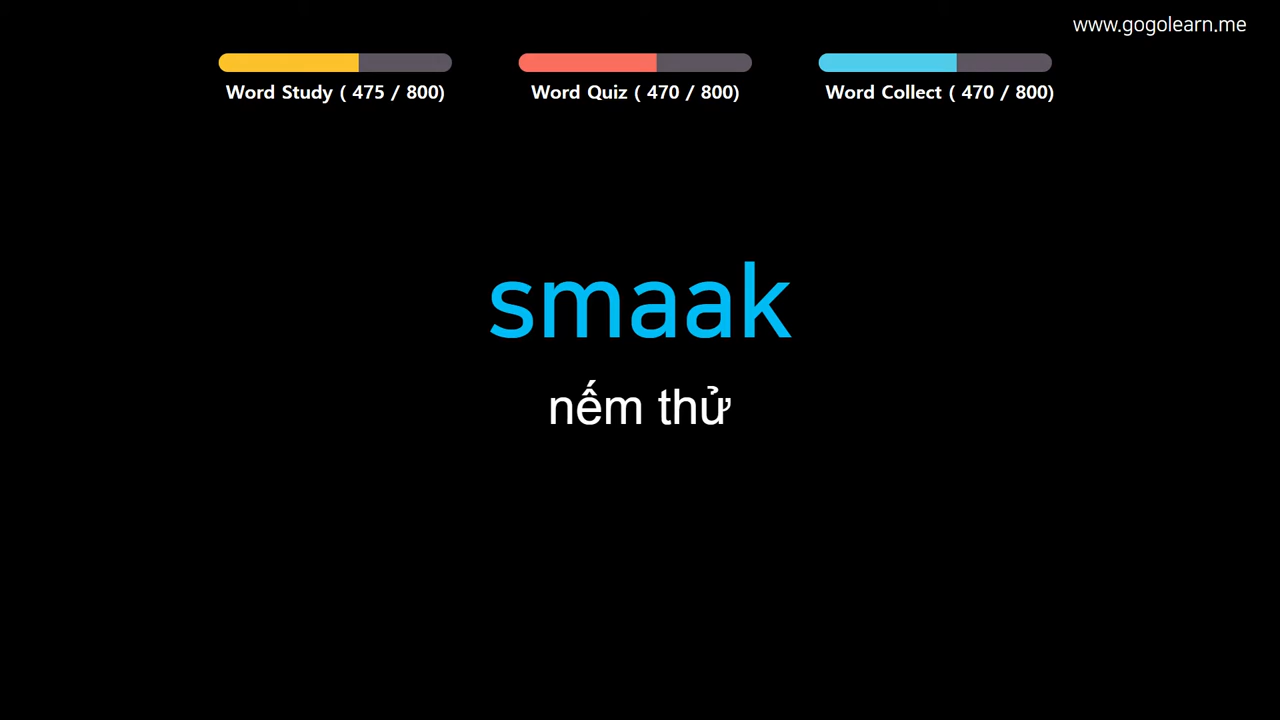 www.gogolearn.me
Word Study ( 475 / 800)
Word Quiz ( 470 / 800)
Word Collect ( 470 / 800)
smaak
nếm thử